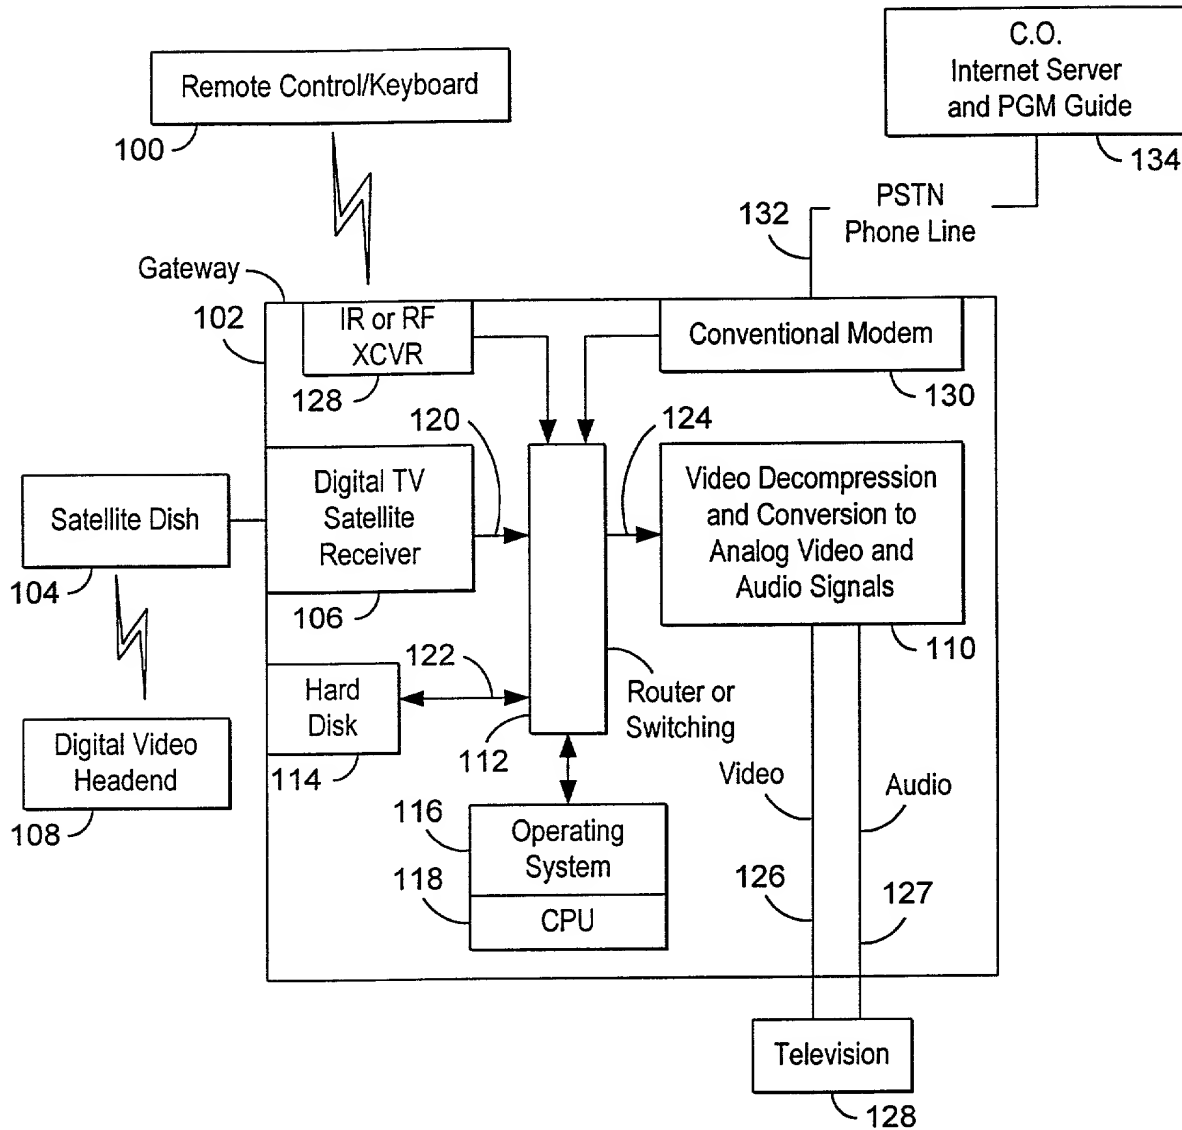 C.O.
Internet Server
and PGM Guide
134
Remote Control/Keyboard
100
PSTN
Phone Line
132
Gateway
102
IR or RF
XCVR
128
Conventional Modem
130
120
124
Digital TV
Satellite
Receiver
106
Video Decompression
and Conversion to
Analog Video and
Audio Signals
110
Satellite Dish
104
122
Hard
Disk
114
112
Router or
Switching
Digital Video
Headend
108
Video
Audio
116
Operating
System
118
CPU
126
127
Television
128